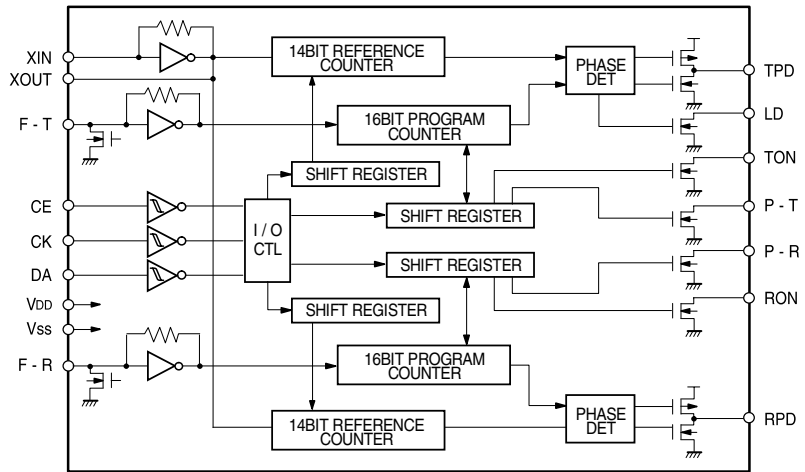 XIN
XOUT
F - T
CE
CK
DA
VDD
Vss
F - R
14BIT REFERENCE
COUNTER
16BIT PROGRAM
COUNTER
SHIFT REGISTER
SHIFT REGISTER
I / O
CTL
SHIFT REGISTER
SHIFT REGISTER
16BIT PROGRAM
COUNTER
14BIT REFERENCE
COUNTER
PHASE
DET
PHASE
DET
TPD
LD
TON
P - T
P - R
RON
RPD